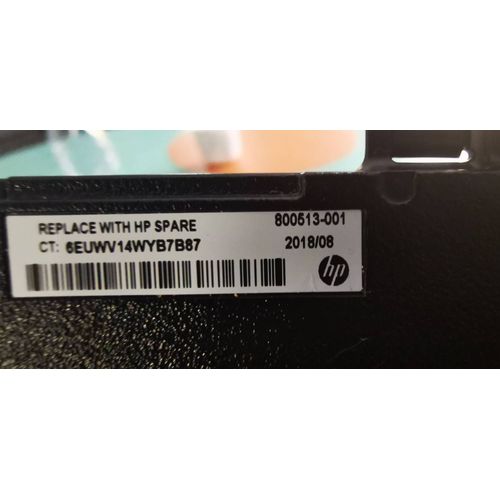 REPLACE WITH HP SPARE 800513-001
CT: 6EUWV14WYB7B87 2018/08
hp